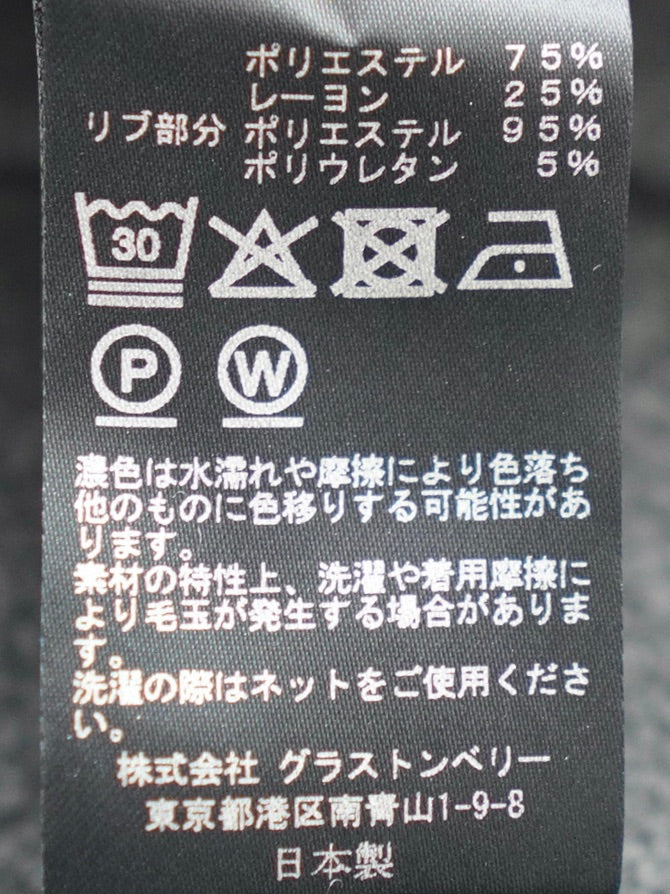 ポリエステル 75%
レーヨン 25%
リブ部分 ポリエステル 95%
ポリウレタン 5%
30
P W
濃色は水濡れや摩擦により色落ち
他のものに色移りする可能性があ
ります。
素材の特性上、洗濯や着用摩擦に
より毛玉が発生する場合がありま
す。
洗濯の際はネットをご使用くださ
い。
株式会社 グラストンベリー
東京都港区南青山1-9-8
日本製